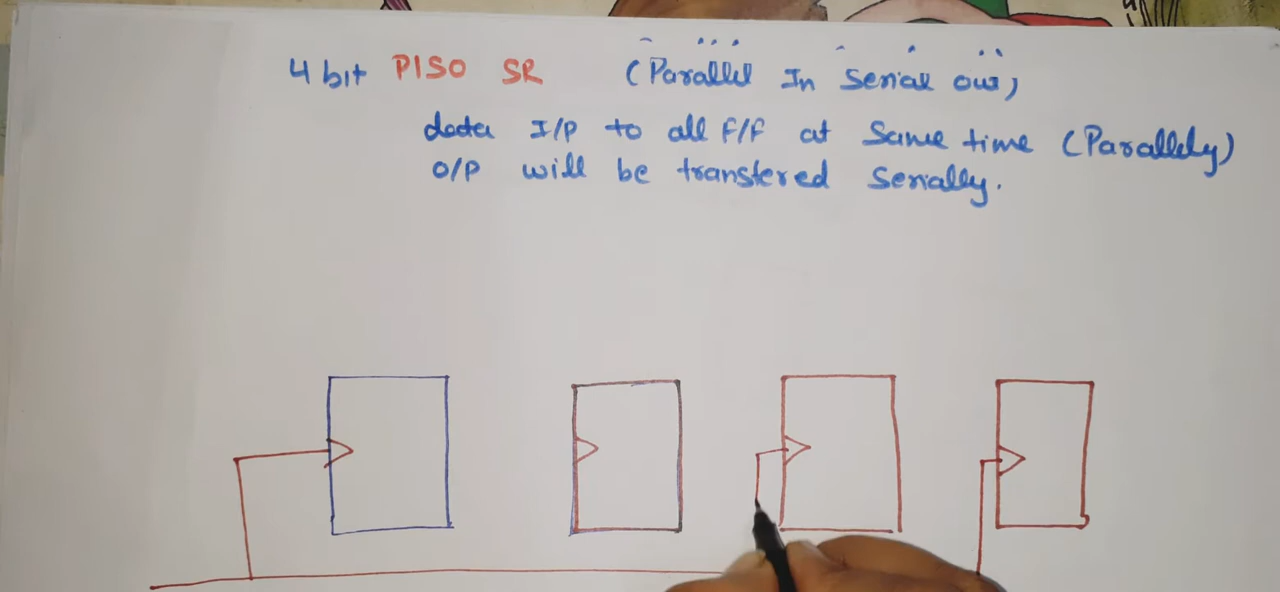 4 bit PISO SR (Parallel In Serial out)
data I/P to all F/F at Same time (Parallely)
O/P will be transfered Serially.